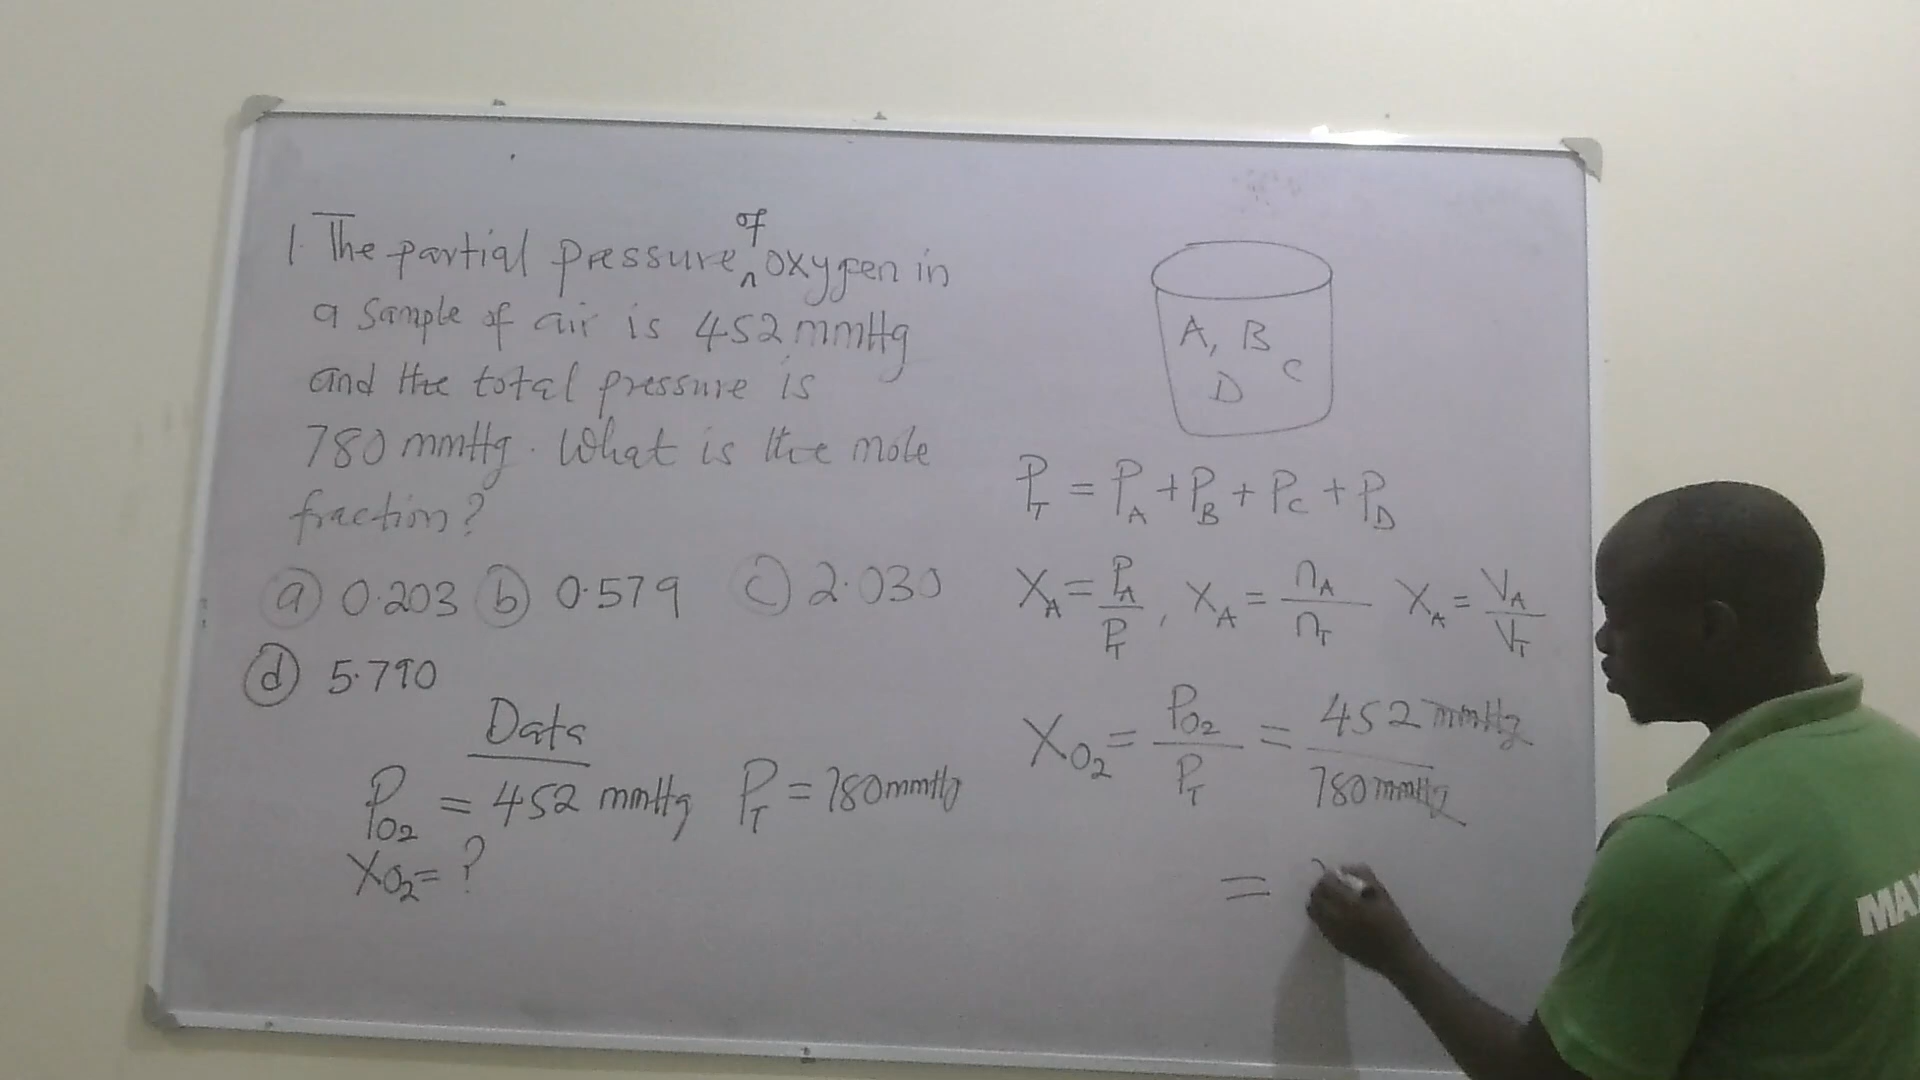 1. The partial pressure of oxygen in
a sample of air is 452 mmHg
and the total pressure is
780 mmHg. What is the mole
fraction?
(a) 0.203 (b) 0.579 (c) 2.030
(d) 5.790
Data
P_O2 = 452 mmHg P_T = 780mmHg
X_O2 = ?
A, B
C
D
P_T = P_A + P_B + P_C + P_D
X_A = P_A / P_T , X_A = n_A / n_T X_A = V_A / V_T
X_O2 = P_O2 / P_T = 452 mmHg / 780 mmHg
=